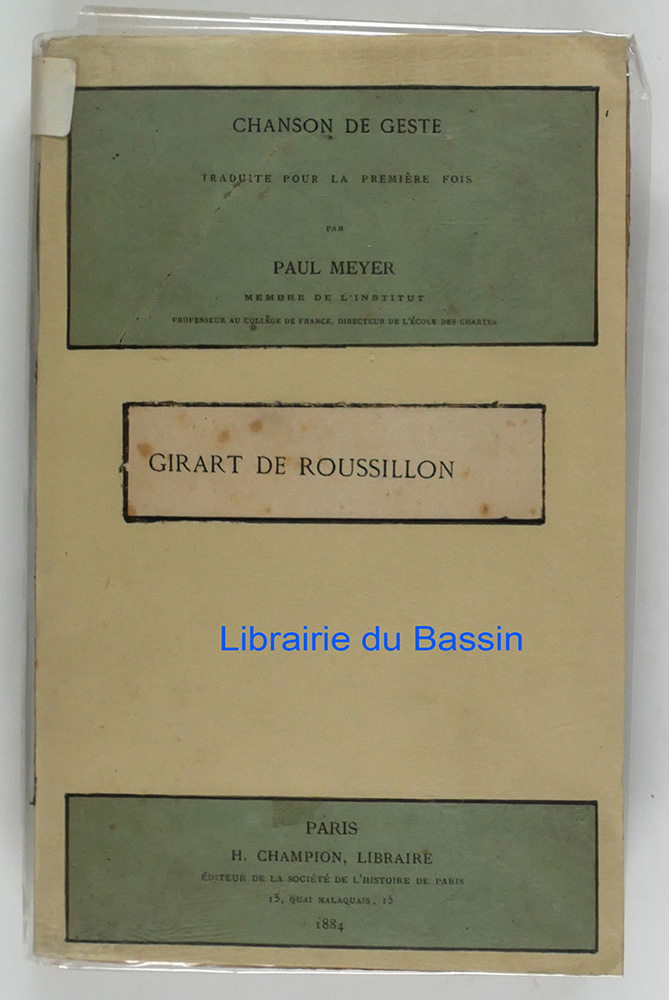 CHANSON DE GESTE
TRADUITE POUR LA PREMIÈRE FOIS
PAR
PAUL MEYER
MEMBRE DE L'INSTITUT
PROFESSEUR AU COLLÈGE DE FRANCE, DIRECTEUR DE L'ÉCOLE DES CHARTES
GIRART DE ROUSSILLON
Librairie du Bassin
PARIS
H. CHAMPION, LIBRAIRE
ÉDITEUR DE LA SOCIÉTÉ DE L'HISTOIRE DE PARIS
15, QUAI MALAQUAIS, 15
1884